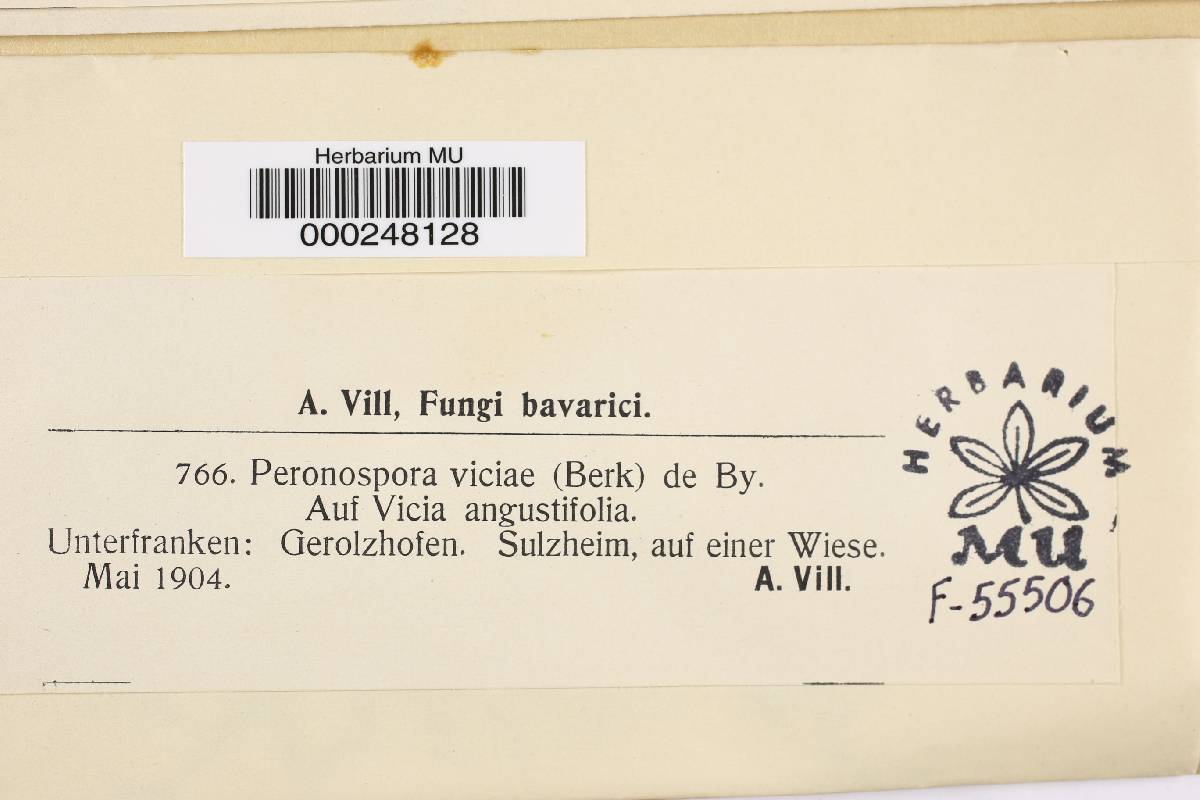 Herbarium MU
000248128
A. Vill, Fungi bavarici.
766. Peronospora viciae (Berk) de By.
Auf Vicia angustifolia.
Unterfranken: Gerolzhofen. Sulzheim, auf einer Wiese.
Mai 1904. A. Vill.
HERBARIUM
MU
F-55506